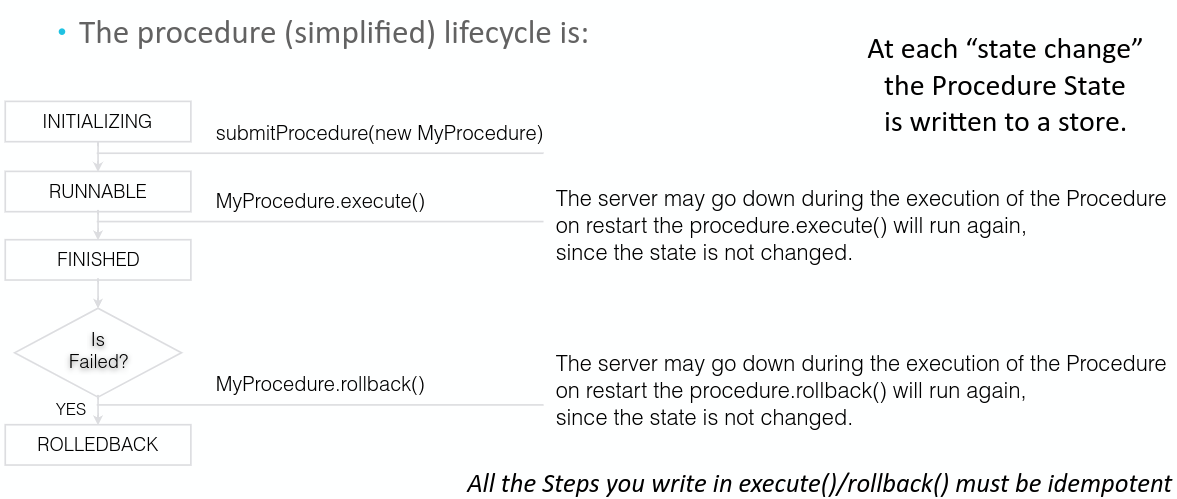 • The procedure (simplified) lifecycle is:
At each “state change”
the Procedure State
is written to a store.
INITIALIZING
submitProcedure(new MyProcedure)
RUNNABLE
MyProcedure.execute()
The server may go down during the execution of the Procedure
on restart the procedure.execute() will run again,
since the state is not changed.
FINISHED
Is
Failed?
MyProcedure.rollback()
The server may go down during the execution of the Procedure
on restart the procedure.rollback() will run again,
since the state is not changed.
YES
ROLLEDBACK
All the Steps you write in execute()/rollback() must be idempotent